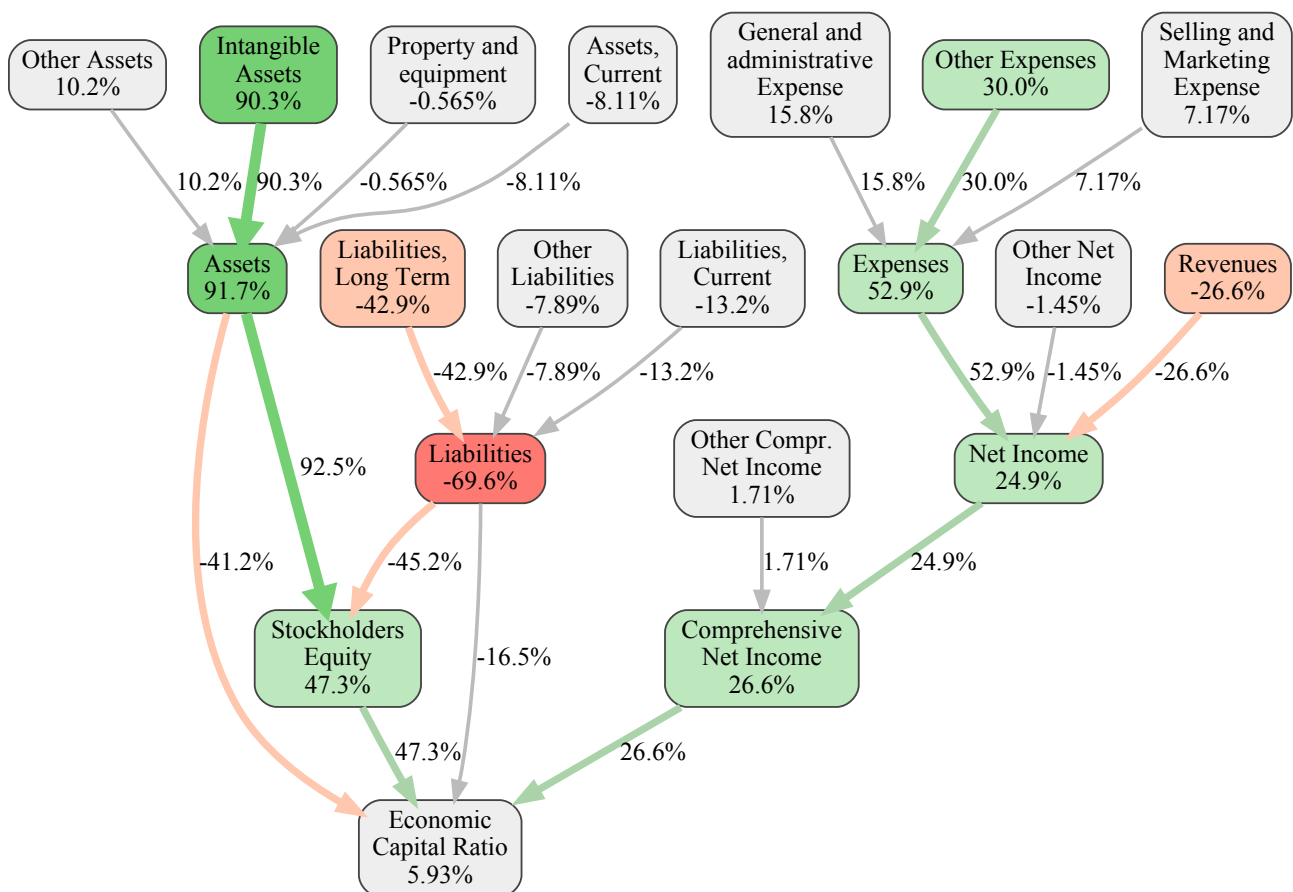 Other Assets
10.2%
Intangible
Assets
90.3%
Property and
equipment
-0.565%
Assets,
Current
-8.11%
General and
administrative
Expense
15.8%
Other Expenses
30.0%
Selling and
Marketing
Expense
7.17%
10.2%
90.3%
-0.565%
-8.11%
15.8%
30.0%
7.17%
Assets
91.7%
Liabilities,
Long Term
-42.9%
Other
Liabilities
-7.89%
Liabilities,
Current
-13.2%
Expenses
52.9%
Other Net
Income
-1.45%
Revenues
-26.6%
-42.9%
-7.89%
-13.2%
52.9%
-1.45%
-26.6%
92.5%
Liabilities
-69.6%
Other Compr.
Net Income
1.71%
Net Income
24.9%
-41.2%
-45.2%
1.71%
24.9%
Stockholders
Equity
47.3%
-16.5%
Comprehensive
Net Income
26.6%
47.3%
26.6%
Economic
Capital Ratio
5.93%